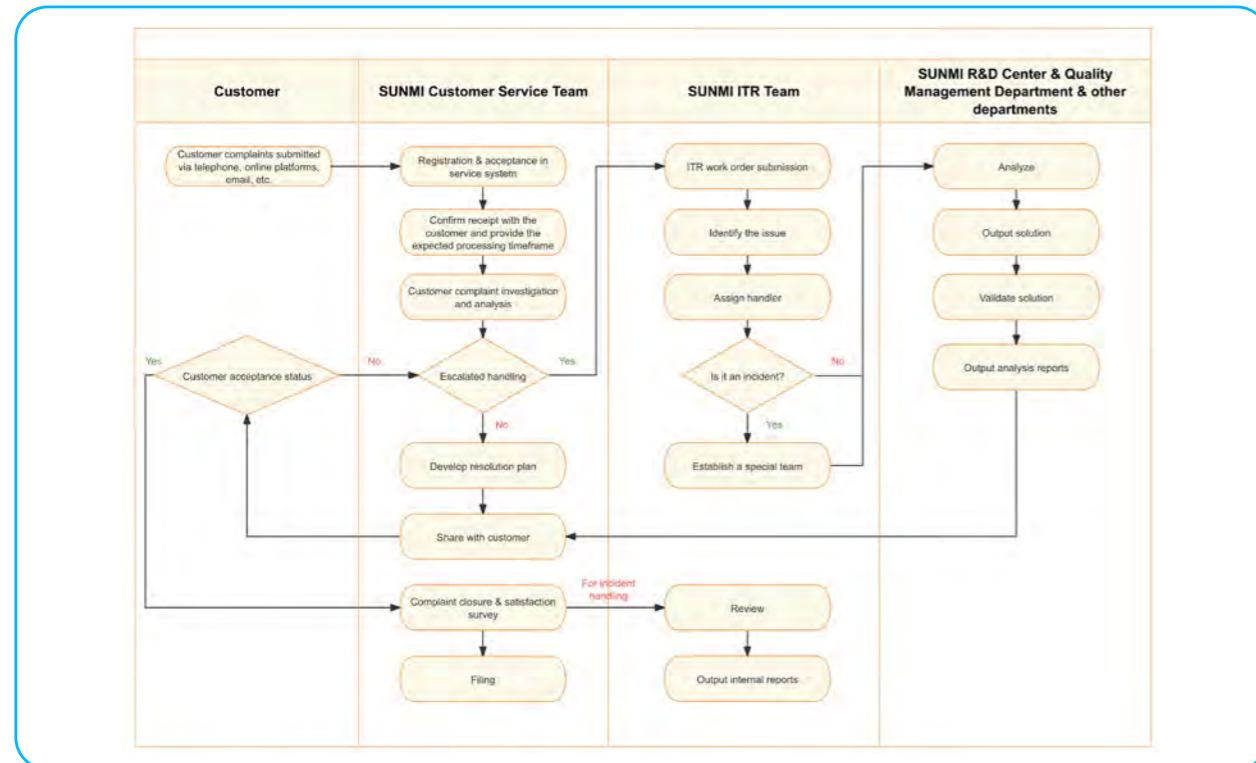 Customer
SUNMI Customer Service Team
SUNMI ITR Team
SUNMI R&D Center & Quality
Management Department & other
departments
Customer complaints submitted
via telephone, online platforms,
email, etc.
Registration & acceptance in
service system
ITR work order submission
Analyze
Confirm receipt with the
customer and provide the
expected processing timeframe
Identify the issue
Output solution
Customer complaint investigation
and analysis
Assign handler
Validate solution
Yes
Customer acceptance status
No
Escalated handling
Yes
Is it an incident?
No
Output analysis reports
No
Yes
Develop resolution plan
Establish a special team
Share with customer
For incident
handling
Complaint closure & satisfaction
survey
Review
Filing
Output internal reports